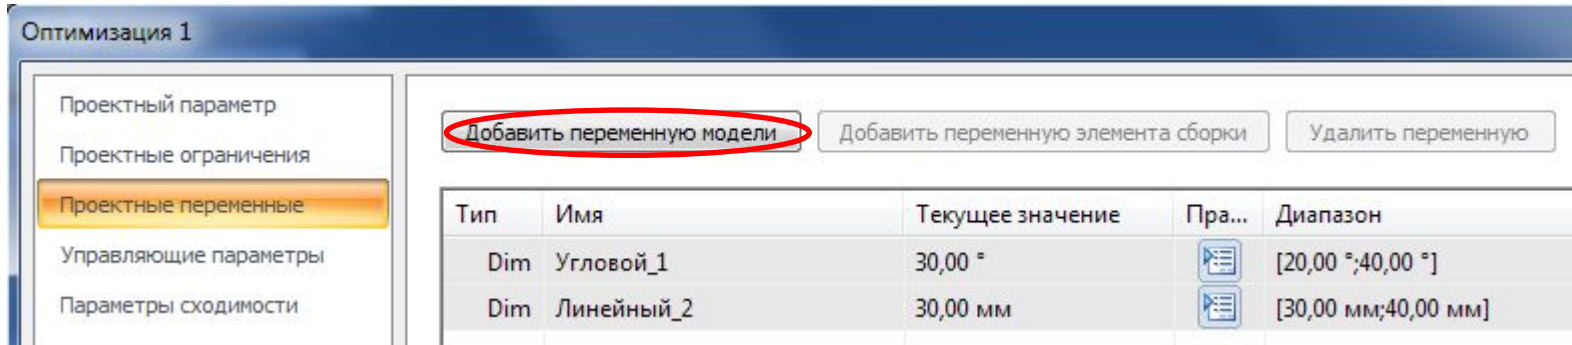 Оптимизация 1
Проектный параметр
Проектные ограничения
Проектные переменные
Управляющие параметры
Параметры сходимости
Добавить переменную модели Добавить переменную элемента сборки Удалить переменную
Тип Имя Текущее значение Пра... Диапазон
Dim Угловой_1 30,00 ° [20,00 °;40,00 °]
Dim Линейный_2 30,00 мм [30,00 мм;40,00 мм]